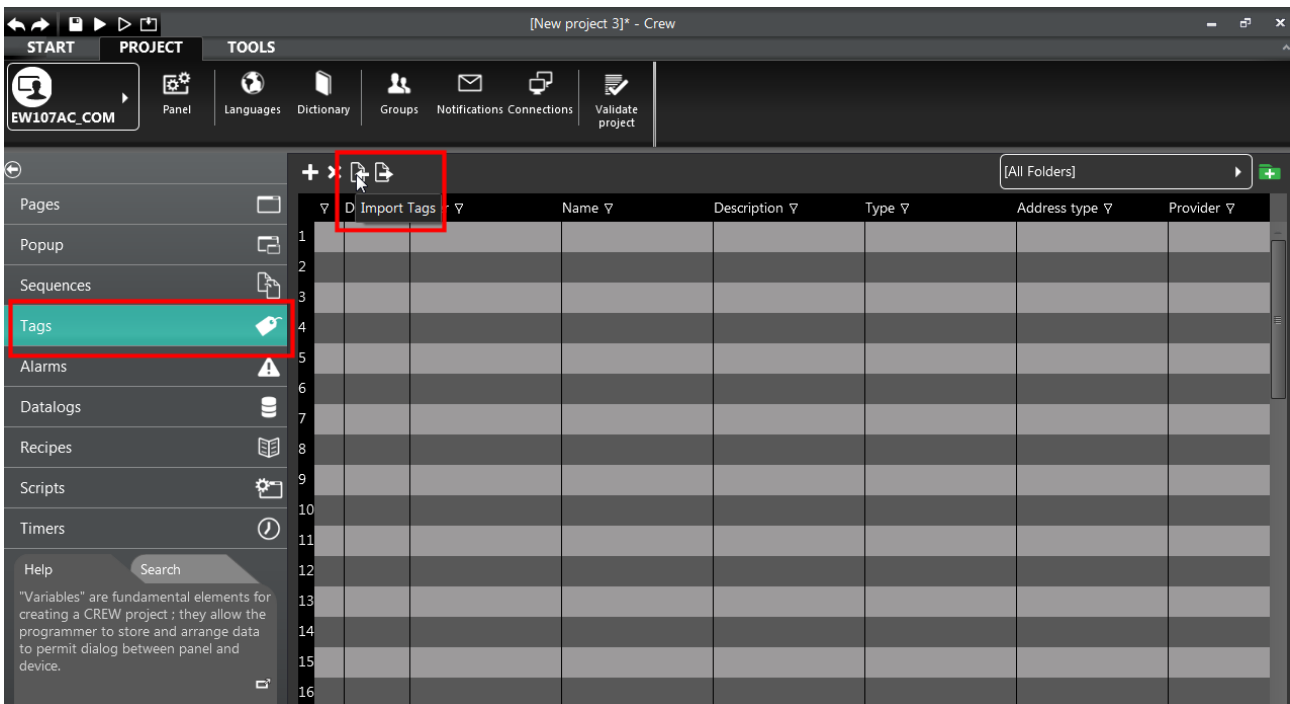 [New project 3]* - Crew
START PROJECT TOOLS
EW107AC_COM
Panel
Languages
Dictionary
Groups
Notifications
Connections
Validate
project
[All Folders]
Import Tags
Name
Description
Type
Address type
Provider
Pages
Popup
Sequences
Tags
Alarms
Datalogs
Recipes
Scripts
Timers
Help Search
"Variables" are fundamental elements for
creating a CREW project ; they allow the
programmer to store and arrange data
to permit dialog between panel and
device.
1
2
3
4
5
6
7
8
9
10
11
12
13
14
15
16